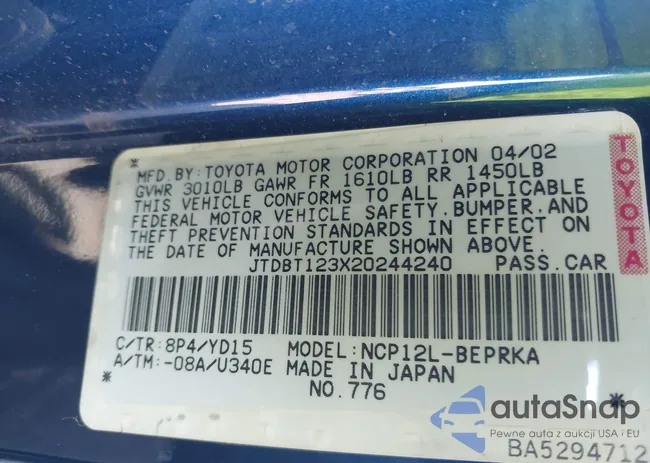 MFD.BY:TOYOTA MOTOR CORPORATION 04/02
GVWR 3010LB GAWR FR 1610LB RR 1450LB
THIS VEHICLE CONFORMS TO ALL APPLICABLE
FEDERAL MOTOR VEHICLE SAFETY,BUMPER,AND
THEFT PREVENTION STANDARDS IN EFFECT ON
THE DATE OF MANUFACTURE SHOWN ABOVE.
JTDBT123X20244240 PASS.CAR
TOYOTA
C/TR:8P4/YD15 MODEL:NCP12L-BEPRKA
A/TM:-08A/U340E MADE IN JAPAN
NO.776
autaSnap
Pewne auta z aukcji USA i EU
BA5294712